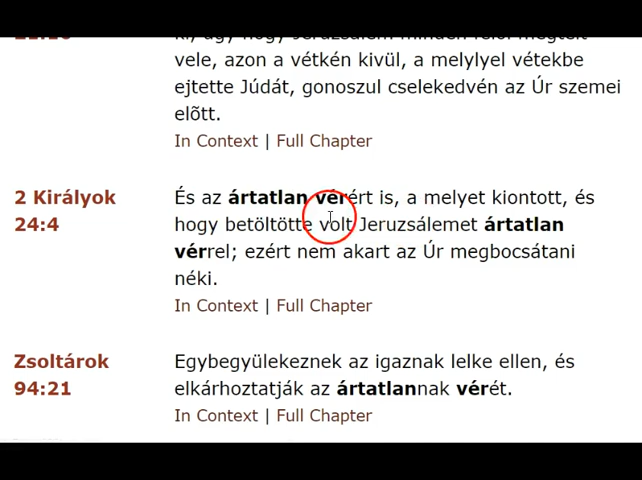 vele, azon a vétkén kivül, a melylyel vétekbe
ejtette Júdát, gonoszul cselekedvén az Úr szemei
elõtt.
In Context | Full Chapter
2 Királyok
24:4
És az ártatlan vérért is, a melyet kiontott, és
hogy betöltötte volt Jeruzsálemet ártatlan
vérrel; ezért nem akart az Úr megbocsátani
néki.
In Context | Full Chapter
Zsoltárok
94:21
Egybegyülekeznek az igaznak lelke ellen, és
elkárhoztatják az ártatlannak vérét.
In Context | Full Chapter